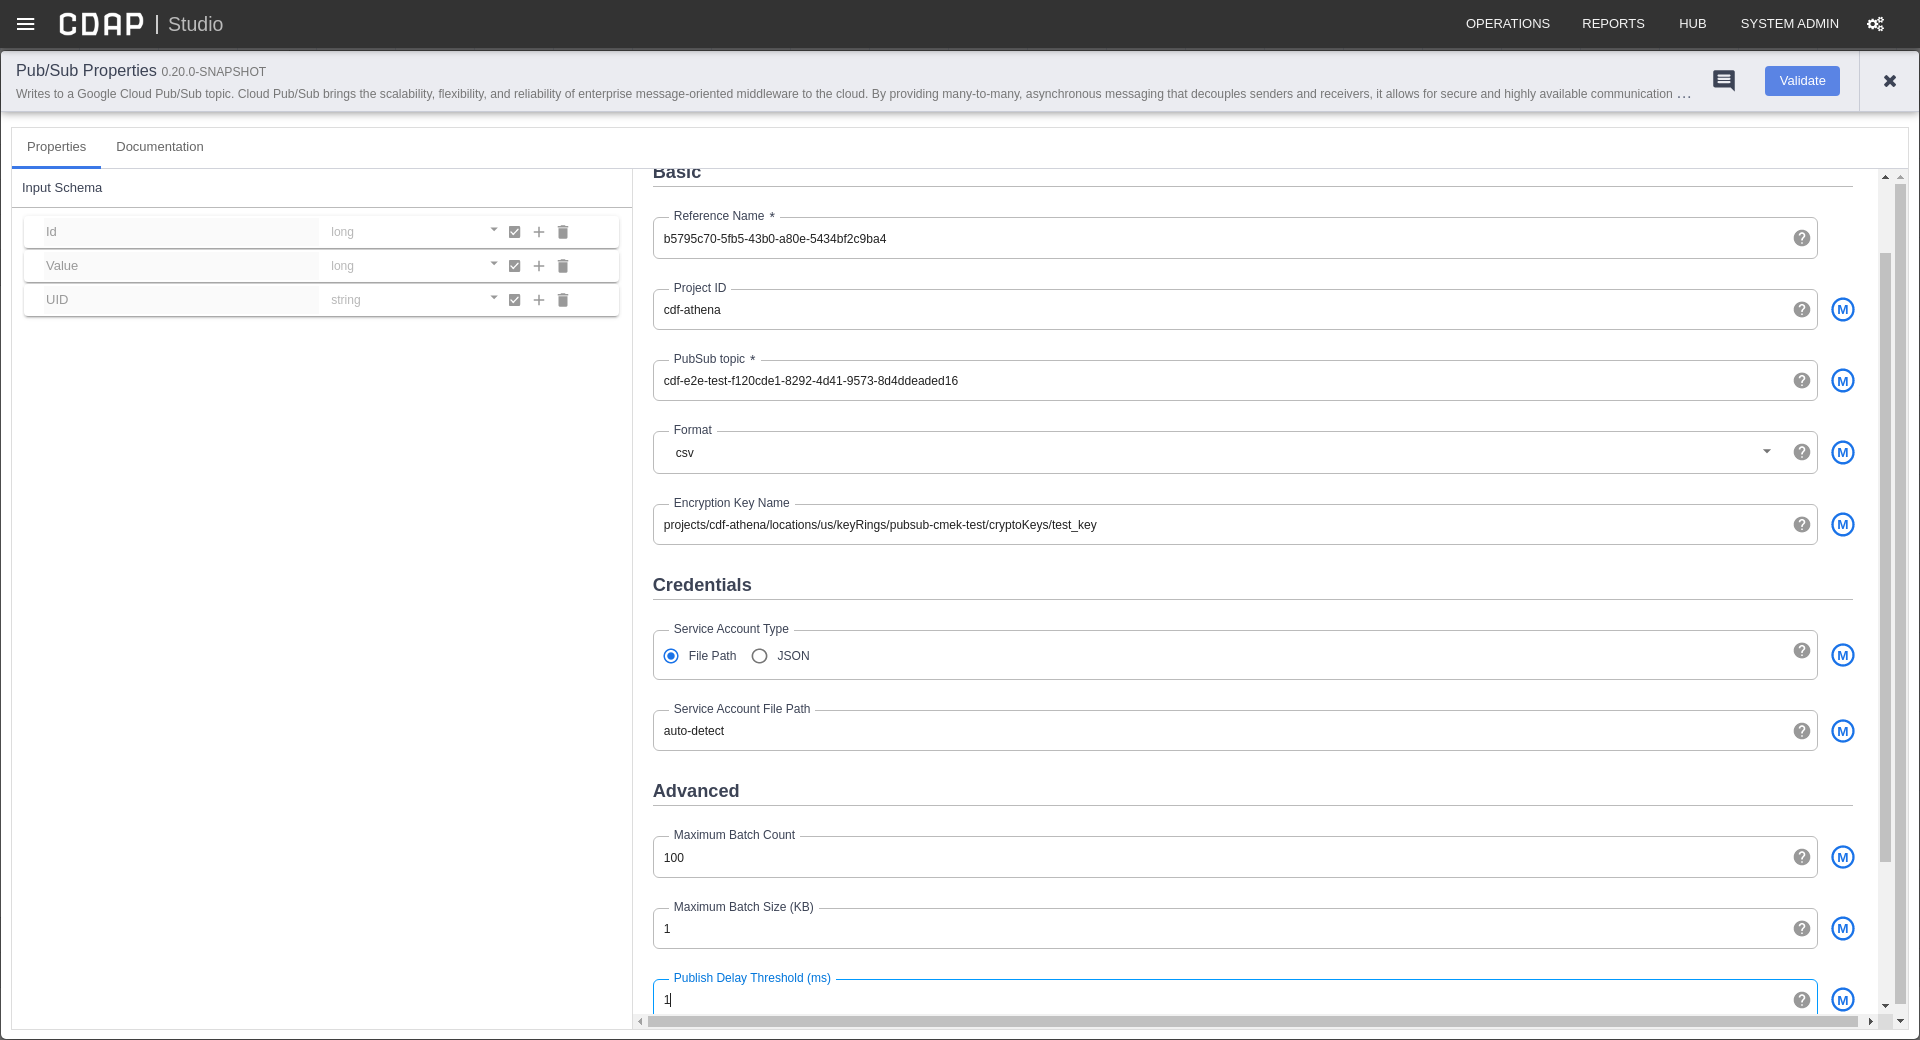 CDAP | Studio
OPERATIONS REPORTS HUB SYSTEM ADMIN
Pub/Sub Properties 0.20.0-SNAPSHOT
Writes to a Google Cloud Pub/Sub topic. Cloud Pub/Sub brings the scalability, flexibility, and reliability of enterprise message-oriented middleware to the cloud. By providing many-to-many, asynchronous messaging that decouples senders and receivers, it allows for secure and highly available communication ...
Validate
Properties Documentation
Input Schema
Id long
Value long
UID string
Basic
Reference Name *
b5795c70-5fb5-43b0-a80e-5434bf2c9ba4
Project ID
cdf-athena
M
PubSub topic *
cdf-e2e-test-f120cde1-8292-4d41-9573-8d4ddeaded16
M
Format
csv
M
Encryption Key Name
projects/cdf-athena/locations/us/keyRings/pubsub-cmek-test/cryptoKeys/test_key
M
Credentials
Service Account Type
File Path JSON
M
Service Account File Path
auto-detect
M
Advanced
Maximum Batch Count
100
M
Maximum Batch Size (KB)
1
M
Publish Delay Threshold (ms)
1
M